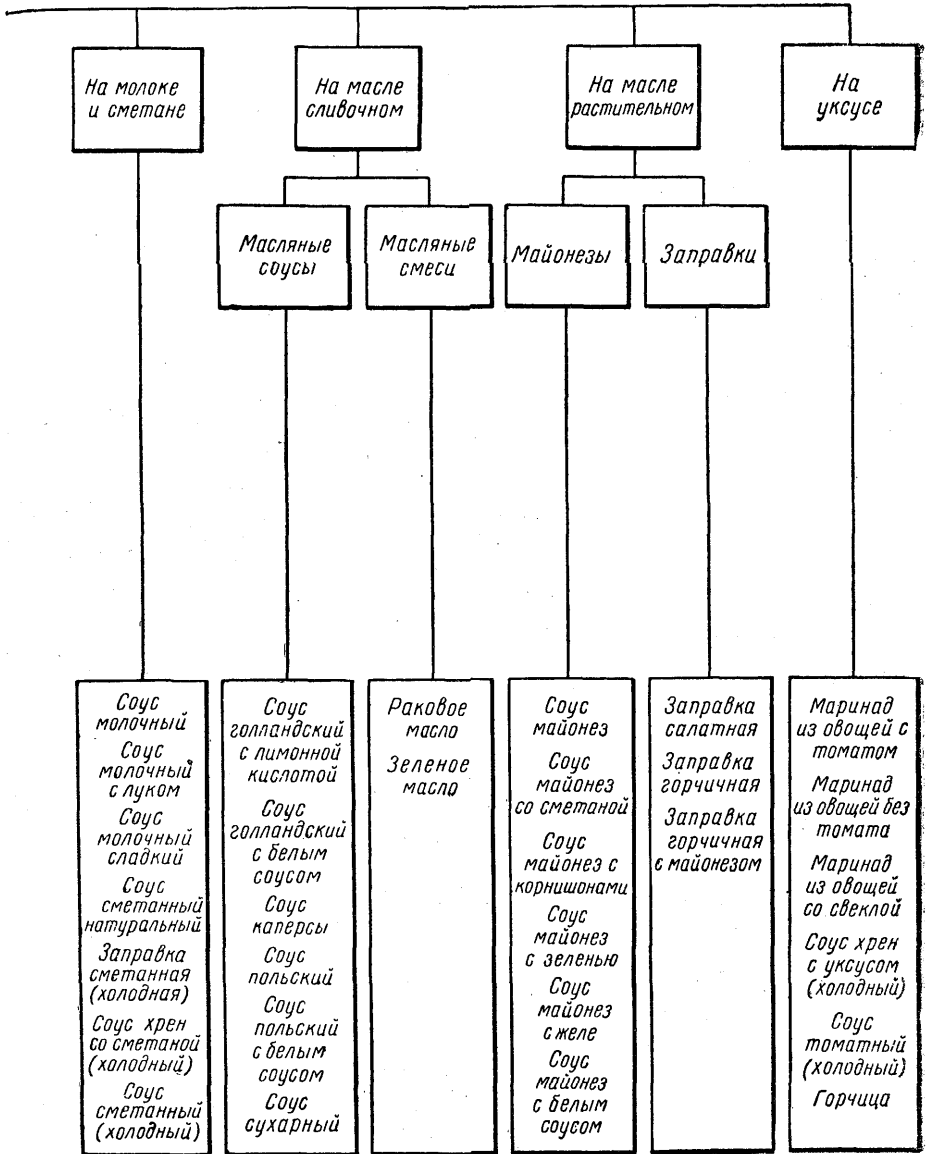 На молоке
и сметане
На масле
сливочном
На масле
растительном
На
уксусе
Масляные
соусы
Масляные
смеси
Майонезы
Заправки
Соус
молочный
Соус
молочный
с луком
Соус
молочный
сладкий
Соус
сметанный
натуральный
Заправка
сметанная
(холодная)
Соус хрен
со сметаной
(холодный)
Соус
сметанный
(холодный)
Соус
голландский
с лимонной
кислотой
Соус
голландский
с белым
соусом
Соус
каперсы
Соус
польский
Соус
польский
с белым
соусом
Соус
сухарный
Раковое
масло
Зеленое
масло
Соус
майонез
Соус
майонез
со сметаной
Соус
майонез с
корнишонами
Соус
майонез
с зеленью
Соус
майонез
с желе
Соус
майонез
с белым
соусом
Заправка
салатная
Заправка
горчичная
Заправка
горчичная
с майонезом
Маринад
из овощей с
томатом
Маринад
из овощей без
томата
Маринад
из овощей
со свеклой
Соус хрен
с уксусом
(холодный)
Соус
томатный
(холодный)
Горчица